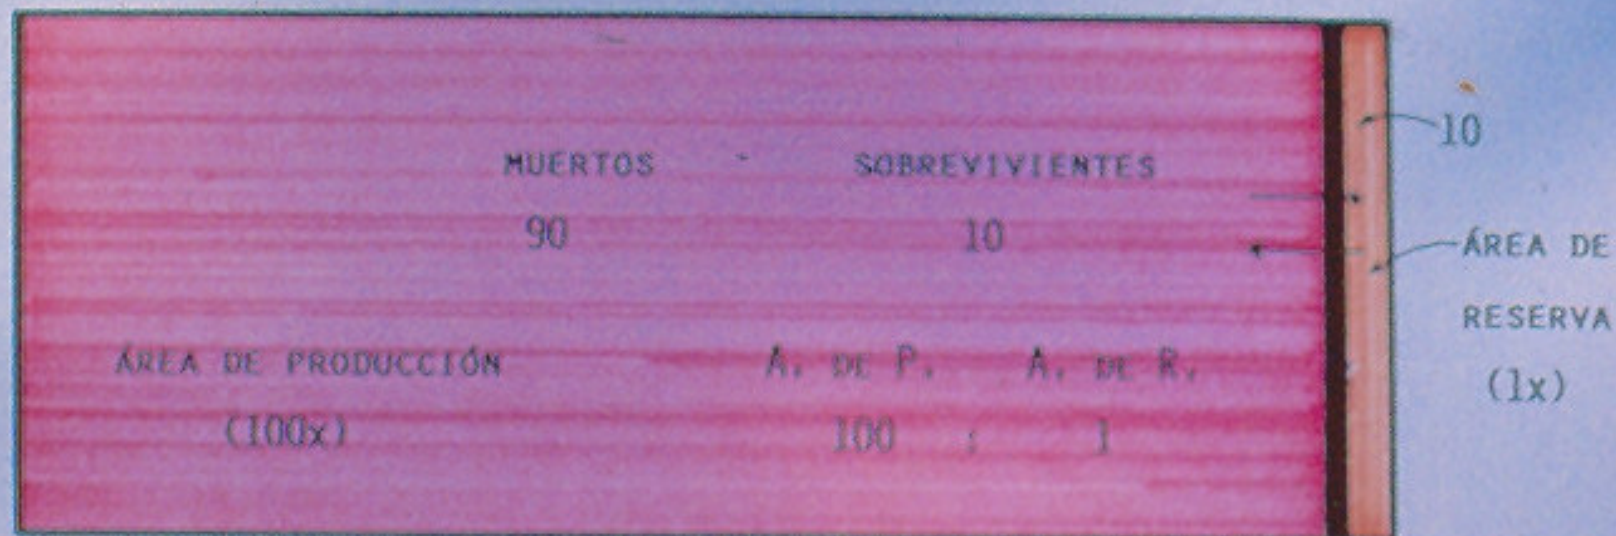 10
MUERTOS - SOBREVIVIENTES
90 10
ÁREA DE
RESERVA
(1x)
ÁREA DE PRODUCCIÓN A. DE P. A. DE R.
(100x) 100 : 1